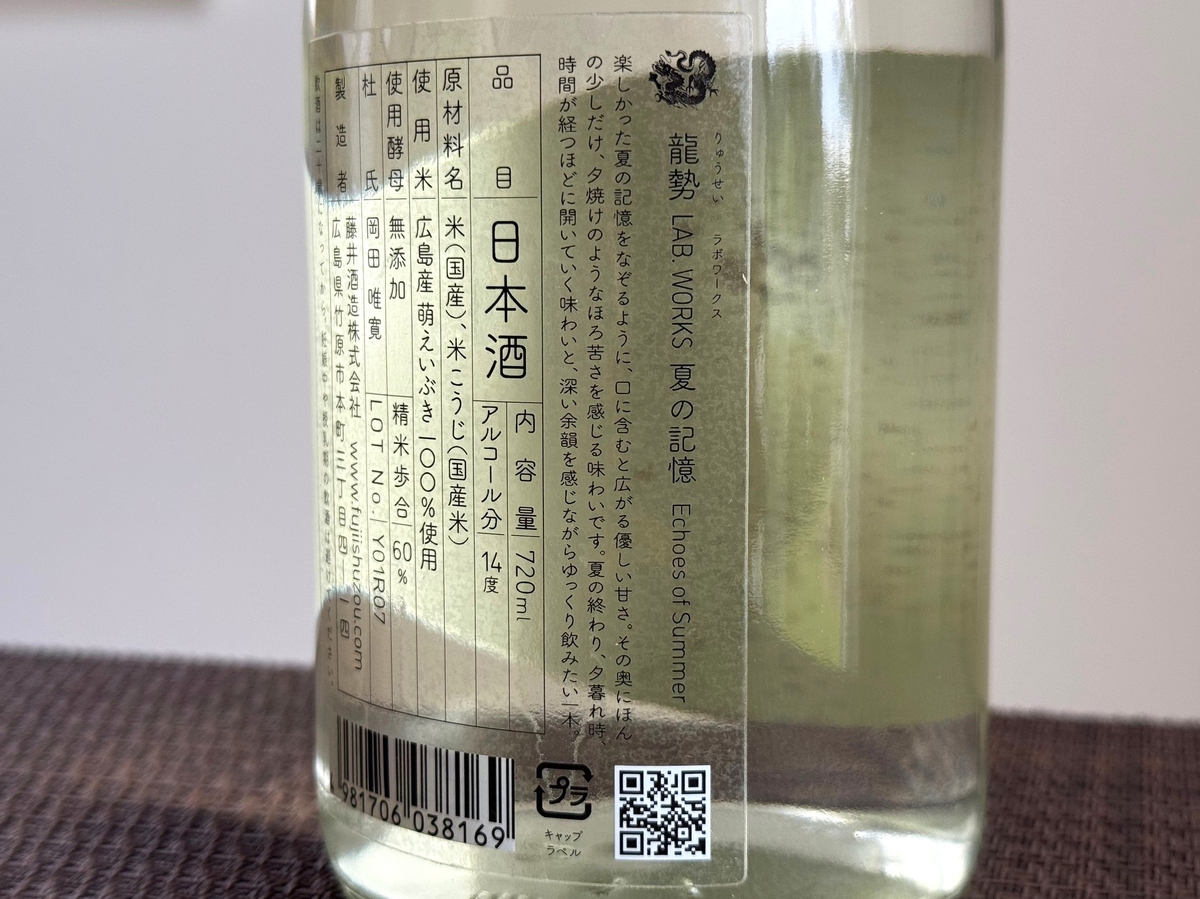 りゅうせい ラボワークス
龍勢 LAB. WORKS 夏の記憶 Echoes of Summer
楽しかった夏の記憶をなぞるように、口に含むと広がる優しい甘さ。その奥にほん
の少しだけ、夕焼けのようなほろ苦さを感じる味わいです。夏の終わり、夕暮れ時、
時間が経つほどに開いていく味わいと、深い余韻を感じながらゆっくり飲みたい一本。
品目 日本酒 内容量 720ml
アルコール分 14度
原材料名 米(国産)、米こうじ(国産米)
使用米 広島産 萌えいぶき一〇〇%使用
使用酵母 無添加 精米歩合 60%
杜氏 岡田 唯寛 LOT No. Y01R07
製造者 藤井酒造株式会社 www.fujiishuzou.com
広島県竹原市本町三丁目四ー一四
981706 038169
プラ
キャップ
ラベル